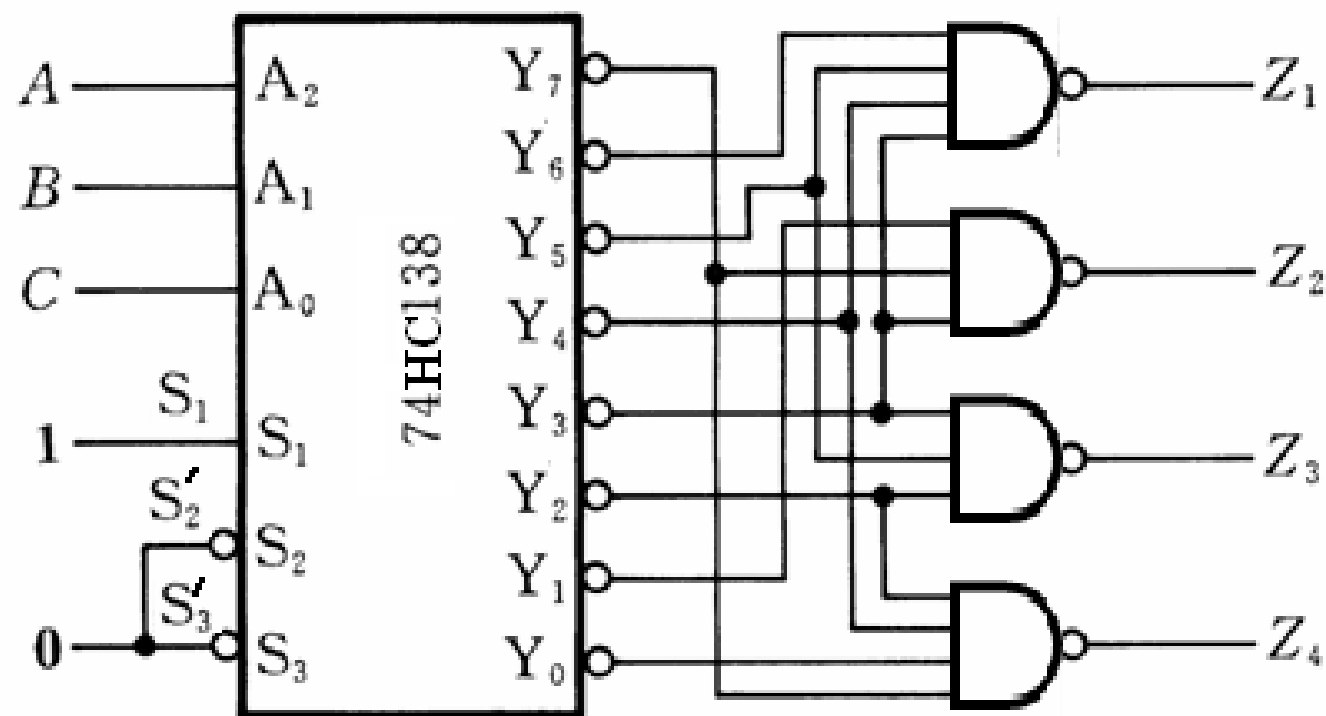 A A₂ Y₇ Z₁
Y₆
B A₁
Y₅
C A₀ Z₂
74HC138
Y₄
S₁
1 S₁ Y₃ Z₃
S₂′ Y₂
S₂
S₃′ Y₁
0 S₃ Y₀ Z₄